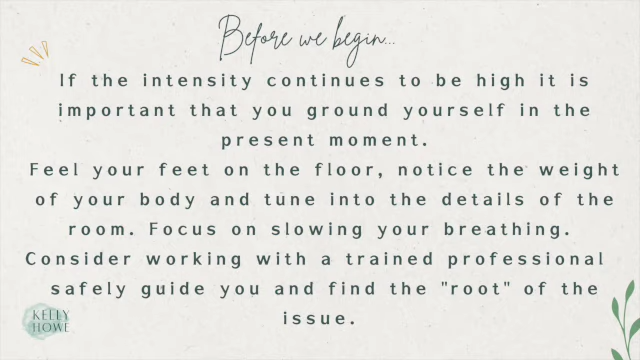 Before we begin...
If the intensity continues to be high it is
important that you ground yourself in the
present moment.
Feel your feet on the floor, notice the weight
of your body and tune into the details of the
room. Focus on slowing your breathing.
Consider working with a trained professional
safely guide you and find the "root" of the
issue.
KELLY
HOWE